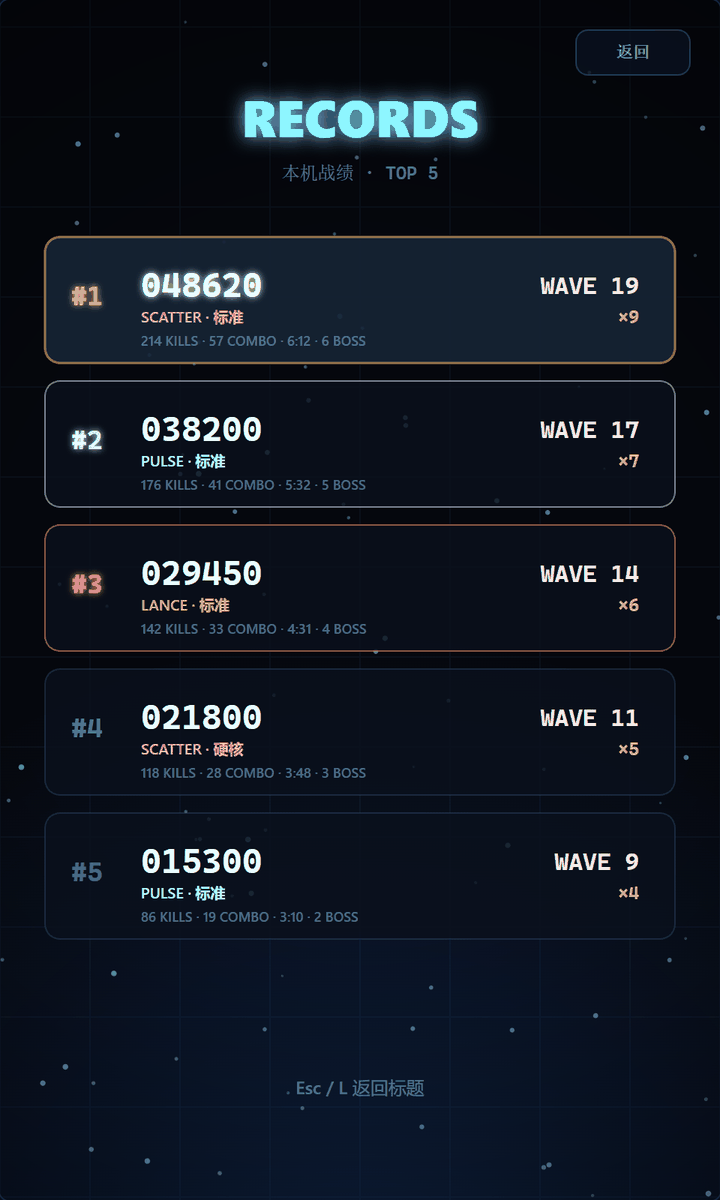 返回
RECORDS
本机战绩 · TOP 5
#1
048620
WAVE 19
SCATTER · 标准
×9
214 KILLS · 57 COMBO · 6:12 · 6 BOSS
#2
038200
WAVE 17
PULSE · 标准
×7
176 KILLS · 41 COMBO · 5:32 · 5 BOSS
#3
029450
WAVE 14
LANCE · 标准
×6
142 KILLS · 33 COMBO · 4:31 · 4 BOSS
#4
021800
WAVE 11
SCATTER · 硬核
×5
118 KILLS · 28 COMBO · 3:48 · 3 BOSS
#5
015300
WAVE 9
PULSE · 标准
×4
86 KILLS · 19 COMBO · 3:10 · 2 BOSS
Esc / L 返回标题